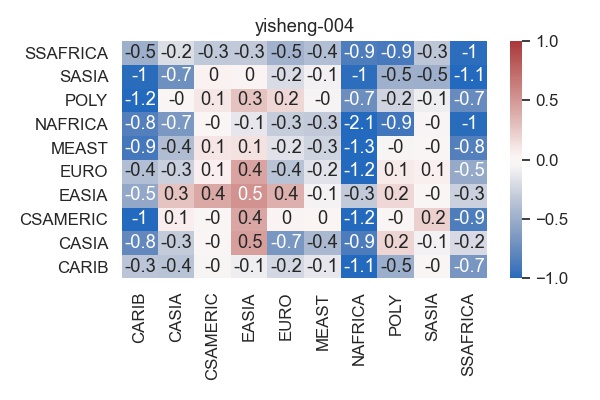 yisheng-004
SSAFRICA -0.5 -0.2 -0.3 -0.3 -0.5 -0.4 -0.9 -0.9 -0.3 -1
SASIA -1 -0.7 0 0 -0.2 -0.1 -1 -0.5 -0.5 -1.1
POLY -1.2 -0 0.1 0.3 0.2 -0 -0.7 -0.2 -0.1 -0.7
NAFRICA -0.8 -0.7 -0 -0.1 -0.3 -0.3 -2.1 -0.9 -0 -1
MEAST -0.9 -0.4 0.1 0.1 -0.2 -0.3 -1.3 -0 -0 -0.8
EURO -0.4 -0.3 0.1 0.4 -0.4 -0.2 -1.2 0.1 0.1 -0.5
EASIA -0.5 0.3 0.4 0.5 0.4 -0.1 -0.3 0.2 -0 -0.3
CSAMERIC -1 0.1 -0 0.4 0 0 -1.2 -0 0.2 -0.9
CASIA -0.8 -0.3 -0 0.5 -0.7 -0.4 -0.9 0.2 -0.1 -0.2
CARIB -0.3 -0.4 -0 -0.1 -0.2 -0.1 -1.1 -0.5 -0 -0.7
CARIB CASIA CSAMERIC EASIA EURO MEAST NAFRICA POLY SASIA SSAFRICA
1.0
0.5
0.0
−0.5
−1.0